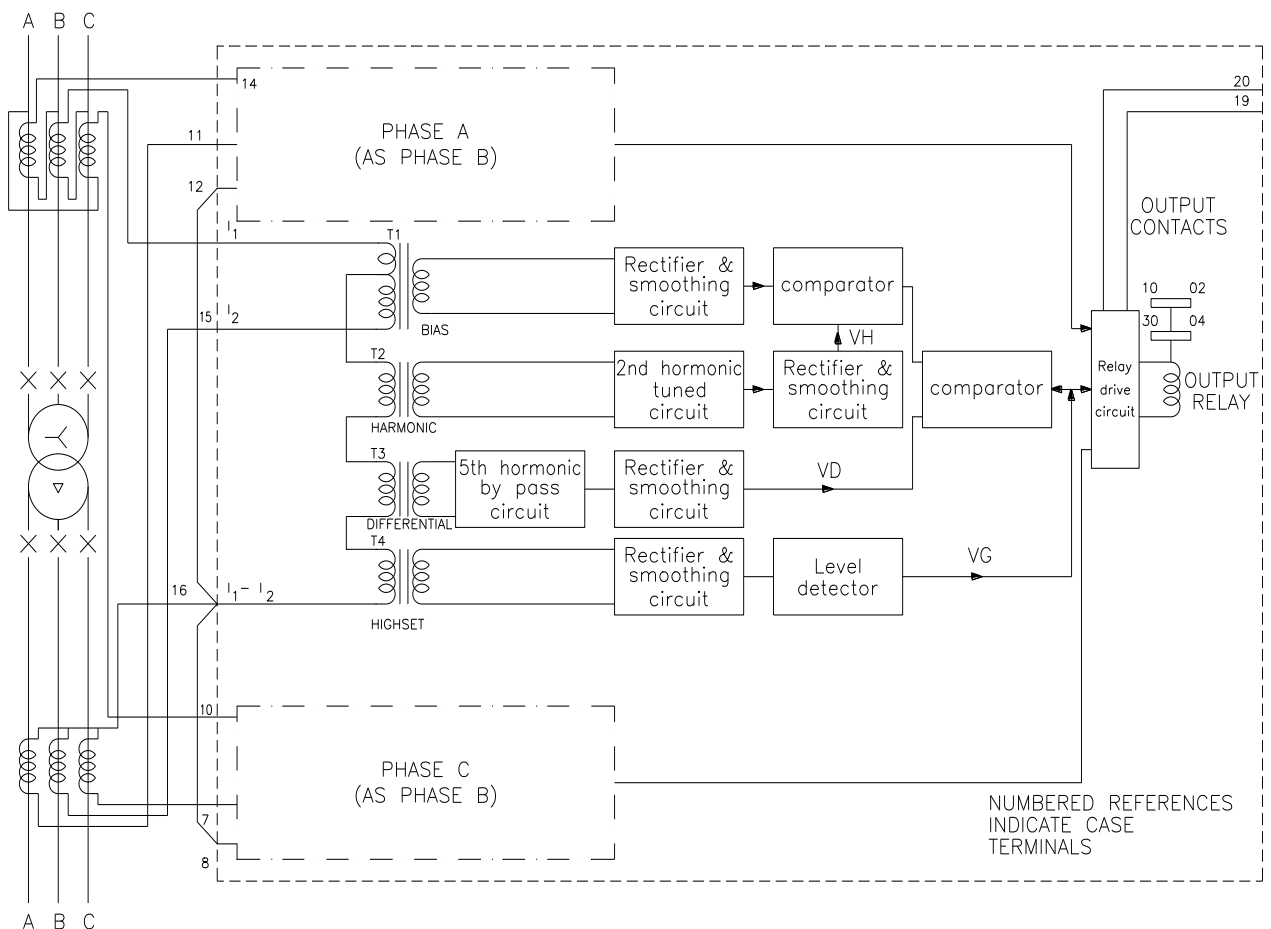 A B C
14
20
19
11
PHASE A
(AS PHASE B)
12
OUTPUT
CONTACTS
I1
T1
Rectifier &
smoothing
circuit
comparator
10 02
15 I2
BIAS
30 04
VH
T2
2nd hormonic
tuned
circuit
Rectifier &
smoothing
circuit
comparator
Relay
drive
circuit
OUTPUT
RELAY
HARMONIC
T3
5th hormonic
by pass
circuit
Rectifier &
smoothing
circuit
VD
DIFFERENTIAL
T4
Rectifier &
smoothing
circuit
Level
detector
VG
16 I1- I2
HIGHSET
10
PHASE C
(AS PHASE B)
7
8
NUMBERED REFERENCES
INDICATE CASE
TERMINALS
A B C